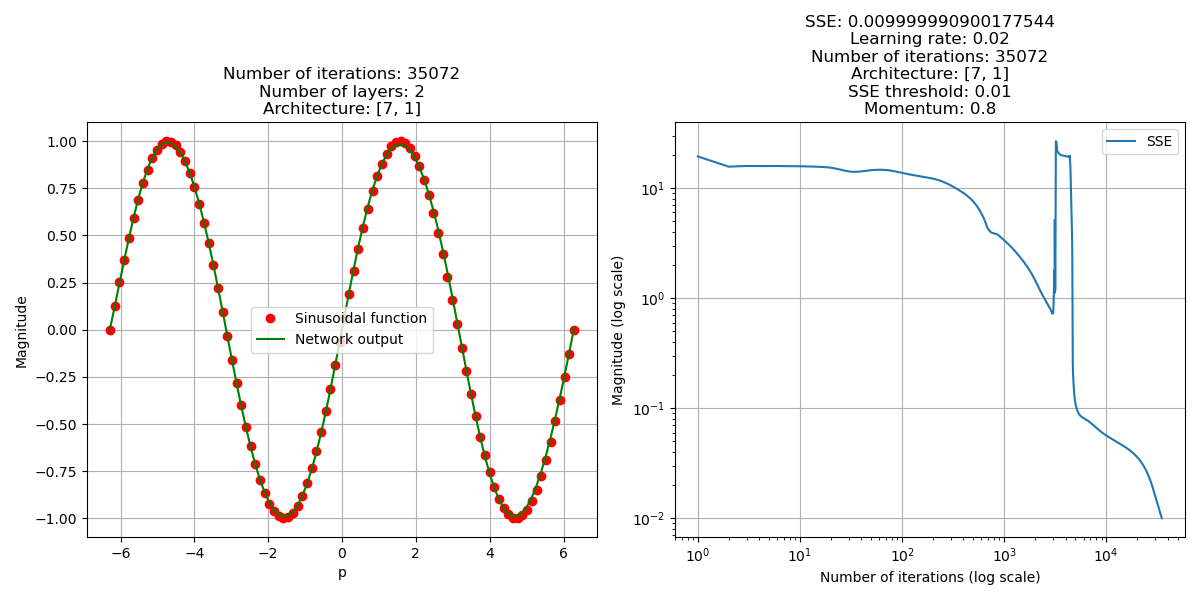 Number of iterations: 35072
Number of layers: 2
Architecture: [7, 1]
1.00
0.75
0.50
0.25
0.00
−0.25
−0.50
−0.75
−1.00
Magnitude
Sinusoidal function
Network output
−6
−4
−2
0
2
4
6
p
SSE: 0.009999990900177544
Learning rate: 0.02
Number of iterations: 35072
Architecture: [7, 1]
SSE threshold: 0.01
Momentum: 0.8
SSE
10¹
10⁰
10⁻¹
10⁻²
Magnitude (log scale)
10⁰
10¹
10²
10³
10⁴
Number of iterations (log scale)